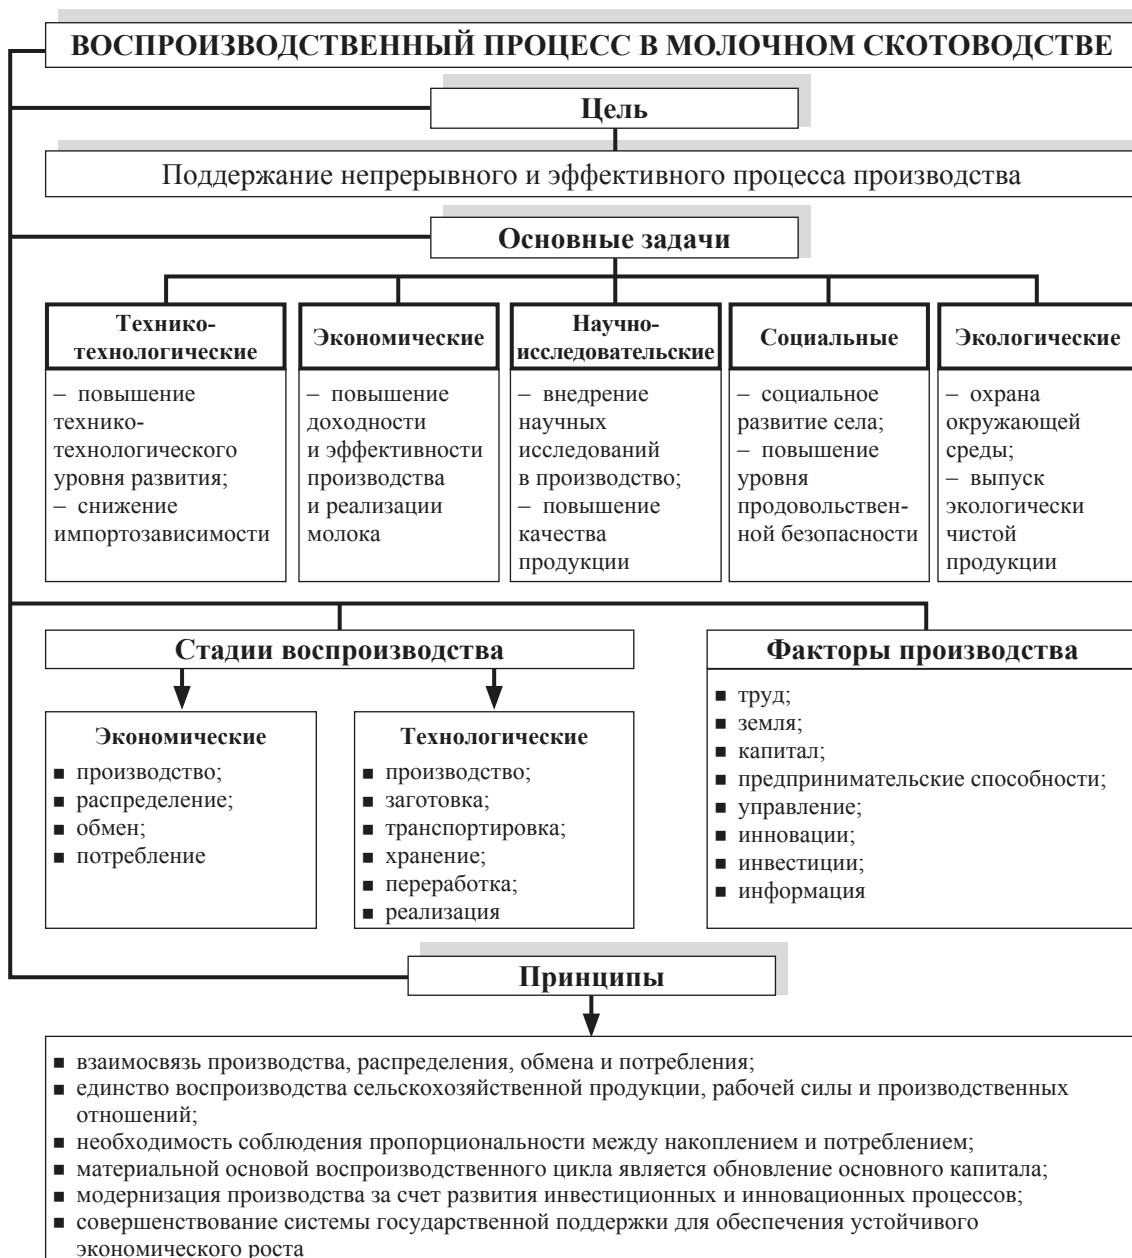 ВОСПРОИЗВОДСТВЕННЫЙ ПРОЦЕСС В МОЛОЧНОМ СКОТОВОДСТВЕ
Цель
Поддержание непрерывного и эффективного процесса производства
Основные задачи
Технико-
технологические
– повышение
технико-
технологического
уровня развития;
– снижение
импортозависимости
Экономические
– повышение
доходности
и эффективности
производства
и реализации
молока
Научно-
исследовательские
– внедрение
научных
исследований
в производство;
– повышение
качества
продукции
Социальные
– социальное
развитие села;
– повышение
уровня
продовольствен-
ной безопасности
Экологические
– охрана
окружающей
среды;
– выпуск
экологически
чистой
продукции
Стадии воспроизводства
Экономические
■ производство;
■ распределение;
■ обмен;
■ потребление
Технологические
■ производство;
■ заготовка;
■ транспортировка;
■ хранение;
■ переработка;
■ реализация
Факторы производства
■ труд;
■ земля;
■ капитал;
■ предпринимательские способности;
■ управление;
■ инновации;
■ инвестиции;
■ информация
Принципы
■ взаимосвязь производства, распределения, обмена и потребления;
■ единство воспроизводства сельскохозяйственной продукции, рабочей силы и производственных
отношений;
■ необходимость соблюдения пропорциональности между накоплением и потреблением;
■ материальной основой воспроизводственного цикла является обновление основного капитала;
■ модернизация производства за счет развития инвестиционных и инновационных процессов;
■ совершенствование системы государственной поддержки для обеспечения устойчивого
экономического роста